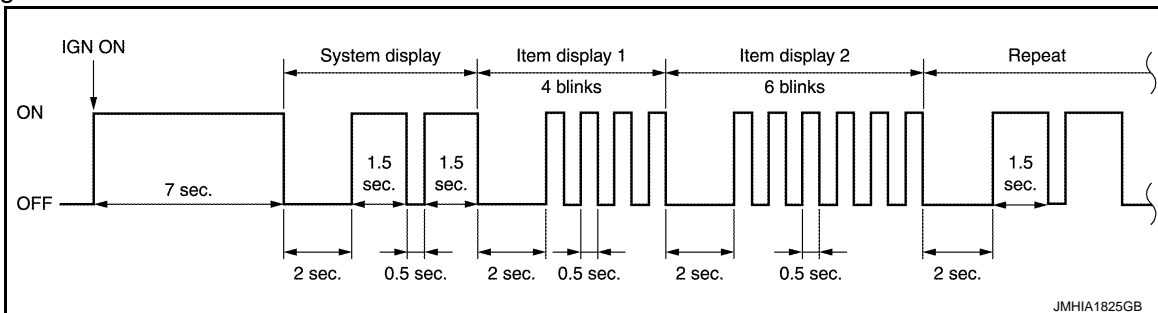 IGN ON
System display
Item display 1
Item display 2
Repeat
4 blinks
6 blinks
ON
1.5 sec.
1.5 sec.
1.5 sec.
7 sec.
OFF
2 sec.
0.5 sec.
2 sec.
0.5 sec.
2 sec.
0.5 sec.
2 sec.
JMHIA1825GB